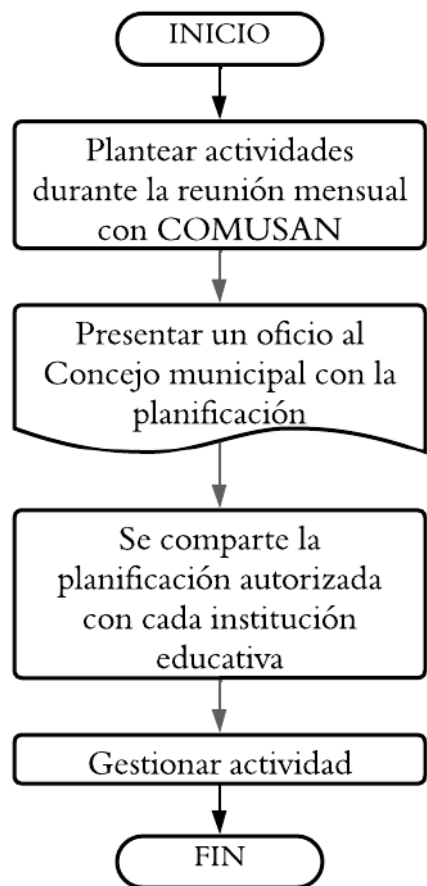 INICIO
Plantear actividades
durante la reunión mensual
con COMUSAN
Presentar un oficio al
Concejo municipal con la
planificación
Se comparte la
planificación autorizada
con cada institución
educativa
Gestionar actividad
FIN